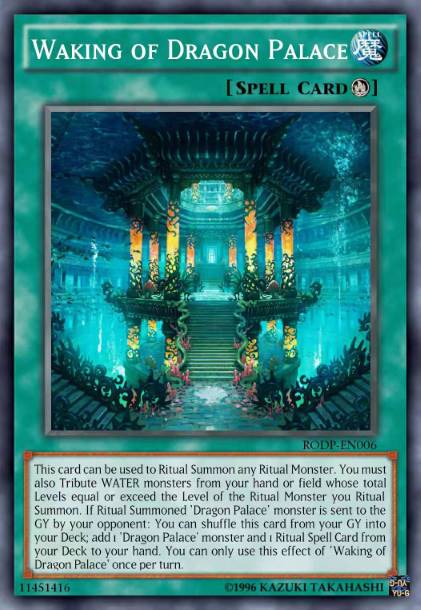 Waking of Dragon Palace
[Spell Card]
RODP-EN006
This card can be used to Ritual Summon any Ritual Monster. You must
also Tribute WATER monsters from your hand or field whose total
Levels equal or exceed the Level of the Ritual Monster you Ritual
Summon. If Ritual Summoned 'Dragon Palace' monster is sent to the
GY by your opponent: You can shuffle this card from your GY into
your Deck; add 1 'Dragon Palace' monster and 1 Ritual Spell Card from
your Deck to your hand. You can only use this effect of 'Waking of
Dragon Palace' once per turn.
11451416 ©1996 KAZUKI TAKAHASHI